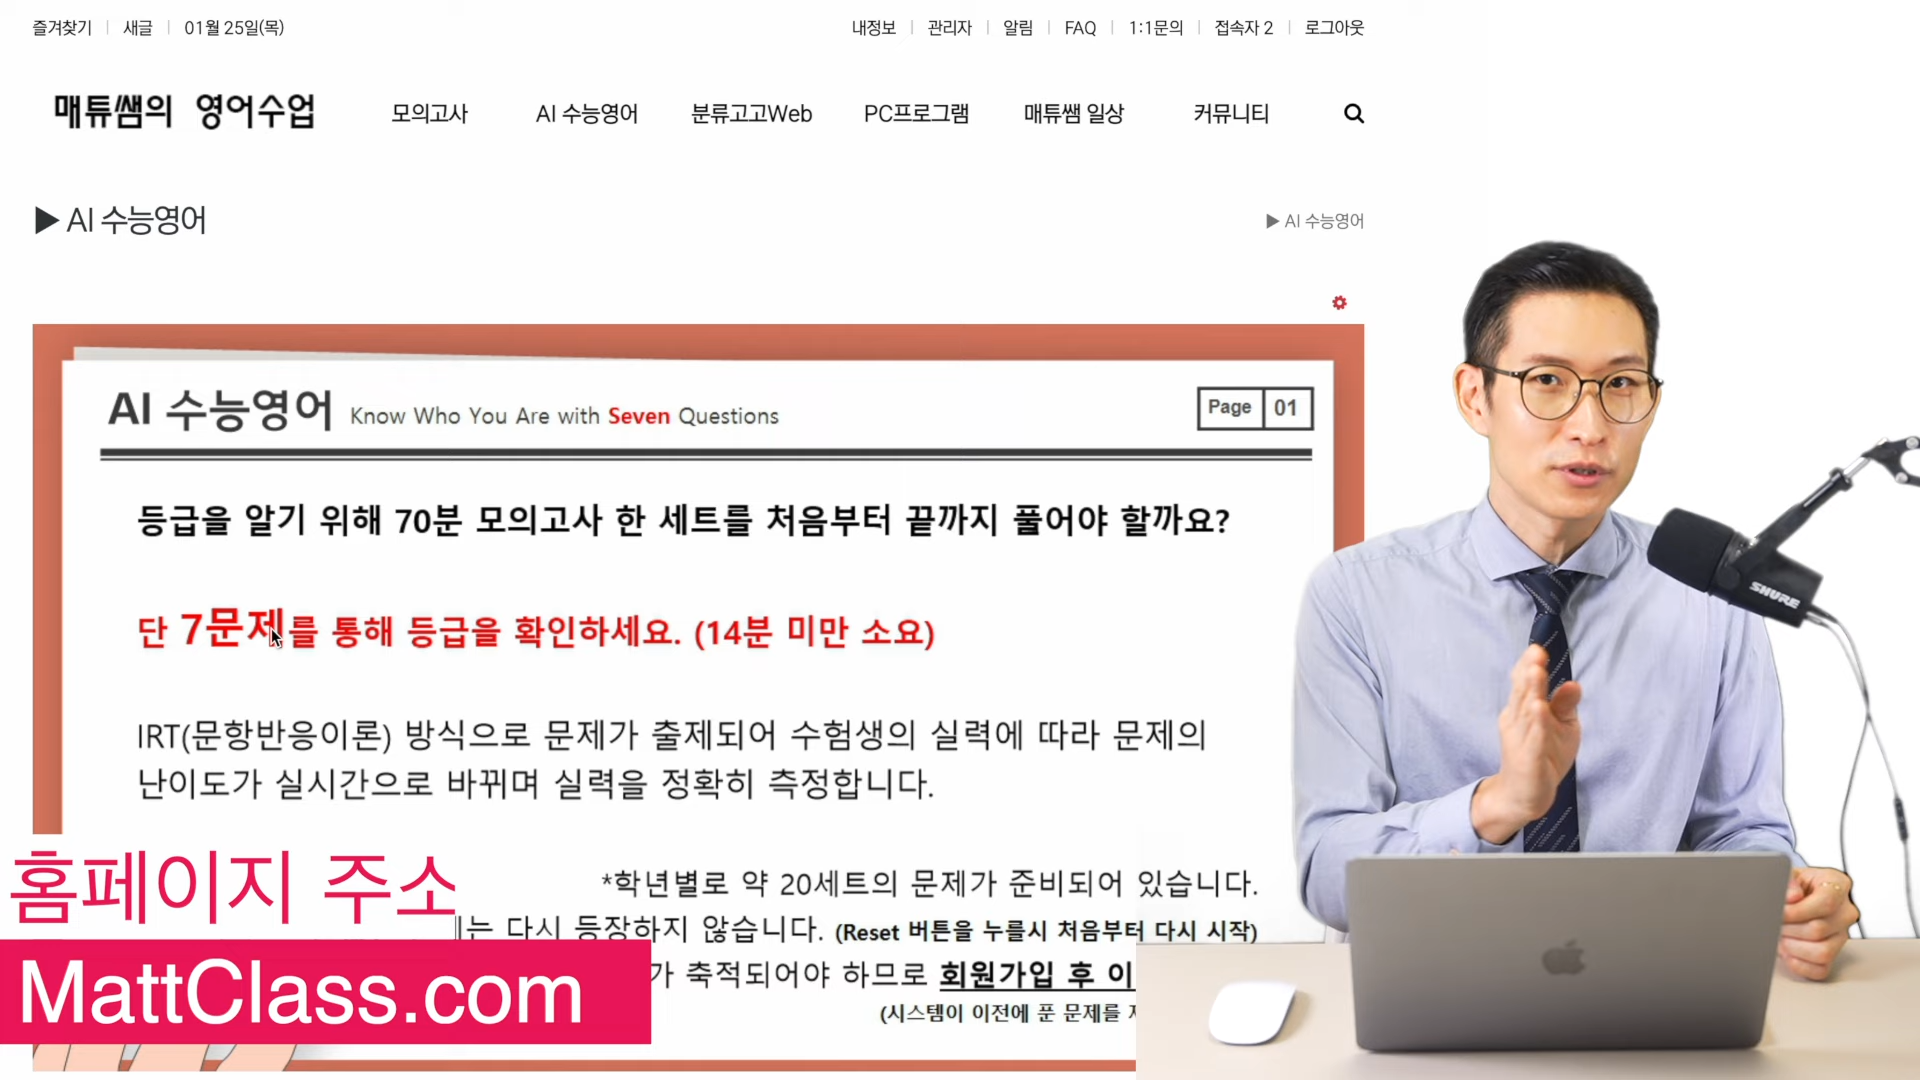 즐겨찾기 새글 01월 25일(목) 내정보 관리자 알림 FAQ 1:1문의 접속자 2 로그아웃
매튜쌤의 영어수업 모의고사 AI 수능영어 분류고고Web PC프로그램 매튜쌤 일상 커뮤니티
▶ AI 수능영어 ▶ AI 수능영어
AI 수능영어 Know Who You Are with Seven Questions Page 01
등급을 알기 위해 70분 모의고사 한 세트를 처음부터 끝까지 풀어야 할까요?
단 7문제를 통해 등급을 확인하세요. (14분 미만 소요)
IRT(문항반응이론) 방식으로 문제가 출제되어 수험생의 실력에 따라 문제의
난이도가 실시간으로 바뀌며 실력을 정확히 측정합니다.
*학년별로 약 20세트의 문제가 준비되어 있습니다.
는 다시 등장하지 않습니다. (Reset 버튼을 누를시 처음부터 다시 시작)
가 축적되어야 하므로 회원가입 후 이
(시스템이 이전에 푼 문제를
홈페이지 주소
MattClass.com
SHURE